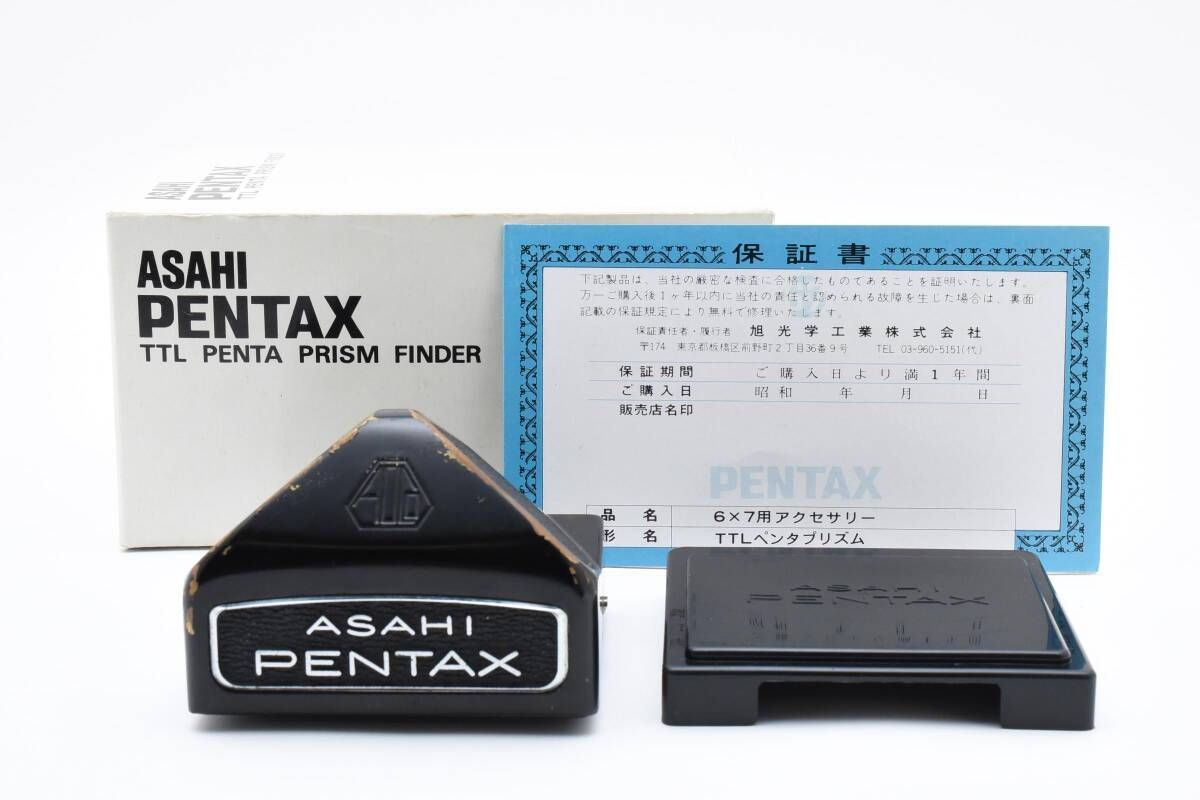 ASAHI
PENTAX
TTL PENTA PRISM FINDER
ASAHI
PENTAX
TTL PENTA PRISM FINDER
保証書
下記製品は、当社の厳密な検査に合格したものであることを証明いたします。
万一ご購入後1ヶ年以内に当社の責任と認められる故障を生じた場合は、裏面
記載の保証規定により無料で修理いたします。
保証責任者・履行者 旭光学工業株式会社
〒174 東京都板橋区前野町2丁目36番9号 TEL 03-960-5151(代)
保証期間 ご購入日より満1年間
ご購入日 昭和 年 月 日
販売店名印
PENTAX
品名 6×7用アクセサリー
形名 TTLペンタプリズム
AOC
ASAHI
PENTAX
ASAHI
PENTAX